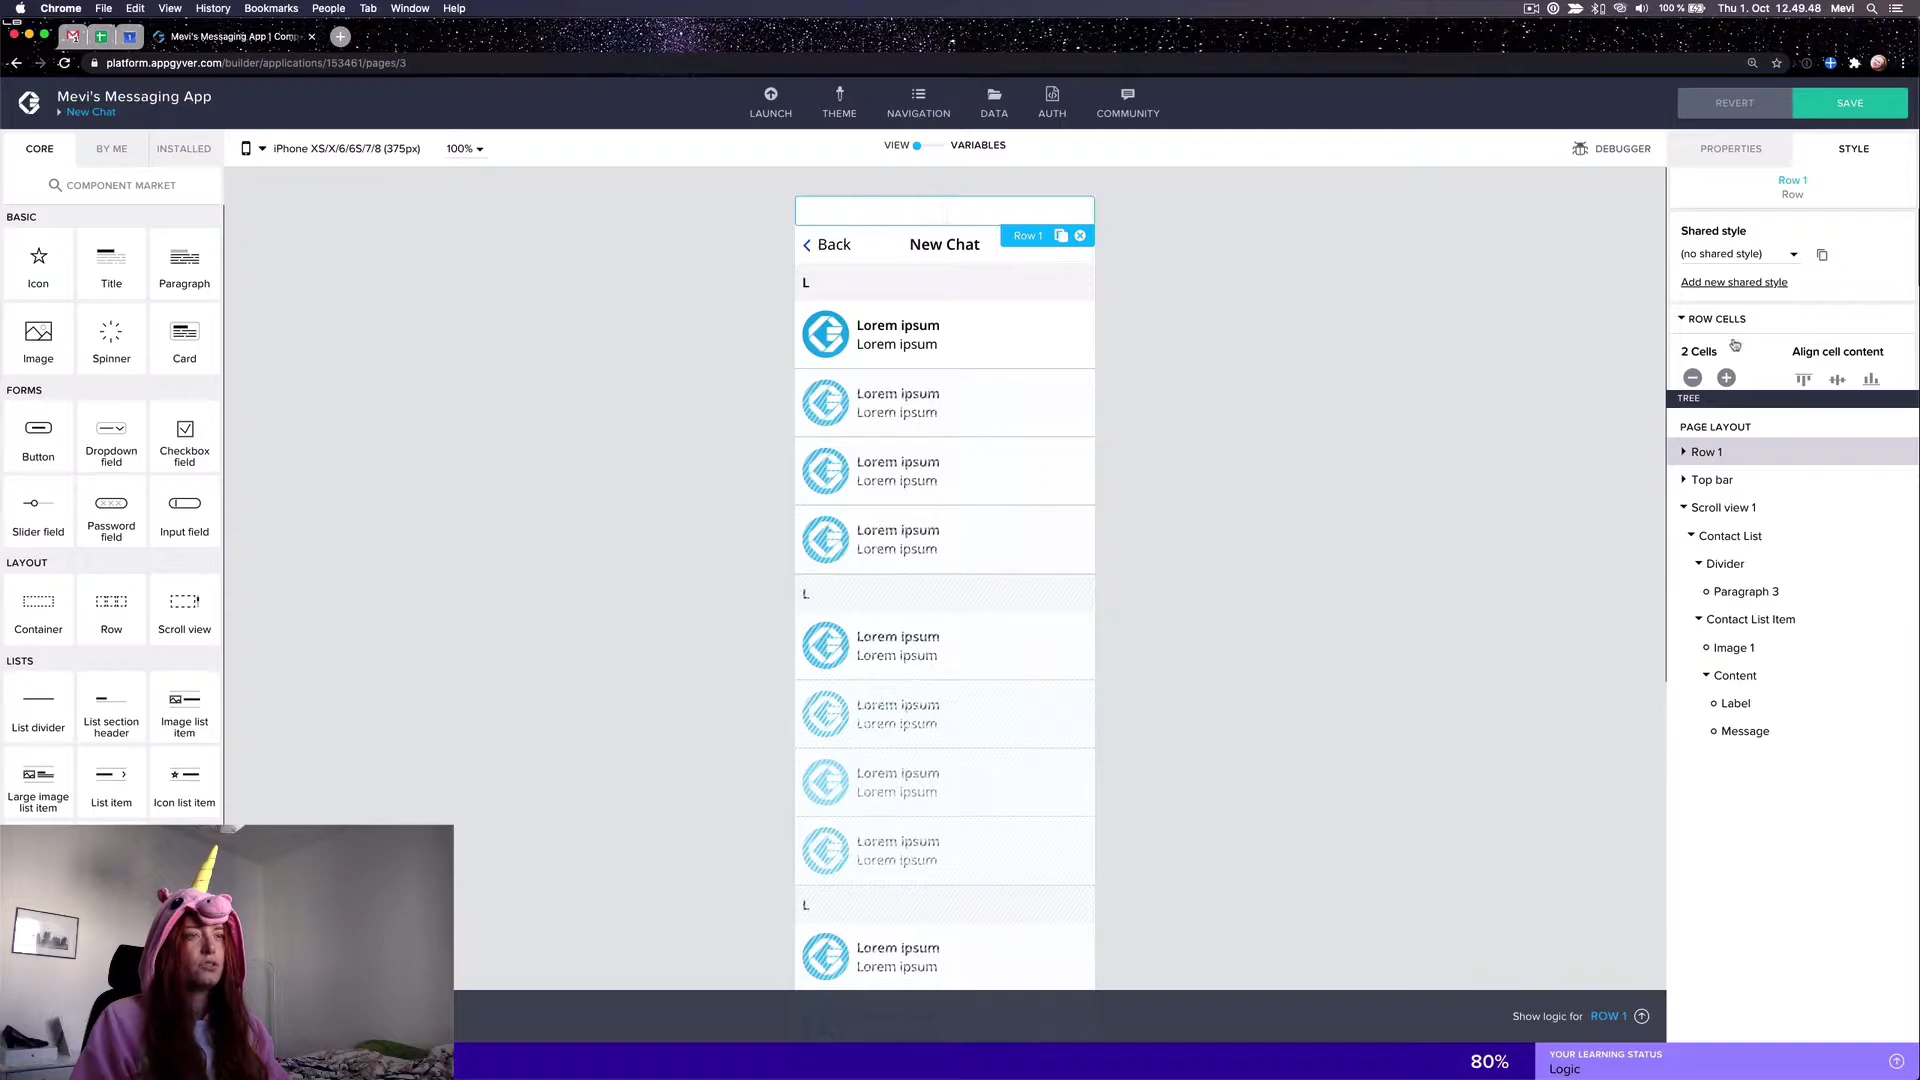 Chrome File Edit View History Bookmarks People Tab Window Help
100 % Thu 1. Oct 12.49.48 Mevi
Mevi's Messaging App | Comp
platform.appgyver.com/builder/applications/153461/pages/3
Mevi's Messaging App
New Chat
LAUNCH THEME NAVIGATION DATA AUTH COMMUNITY
REVERT SAVE
CORE BY ME INSTALLED
iPhone XS/X/6/6S/7/8 (375px) 100%
VIEW VARIABLES
DEBUGGER
PROPERTIES STYLE
COMPONENT MARKET
BASIC
Icon Title Paragraph
Image Spinner Card
FORMS
Button Dropdown field Checkbox field
Slider field Password field Input field
LAYOUT
Container Row Scroll view
LISTS
List divider List section header Image list item
Large image list item List item Icon list item
Row 1
Back New Chat
L
Lorem ipsum
Lorem ipsum
Lorem ipsum
Lorem ipsum
Lorem ipsum
Lorem ipsum
Lorem ipsum
Lorem ipsum
L
Lorem ipsum
Lorem ipsum
Lorem ipsum
Lorem ipsum
Lorem ipsum
Lorem ipsum
Lorem ipsum
Lorem ipsum
L
Lorem ipsum
Lorem ipsum
Row 1
Row
Shared style
(no shared style)
Add new shared style
ROW CELLS
2 Cells Align cell content
TREE
PAGE LAYOUT
Row 1
Top bar
Scroll view 1
Contact List
Divider
Paragraph 3
Contact List Item
Image 1
Content
Label
Message
Show logic for ROW 1
80%
YOUR LEARNING STATUS
Logic